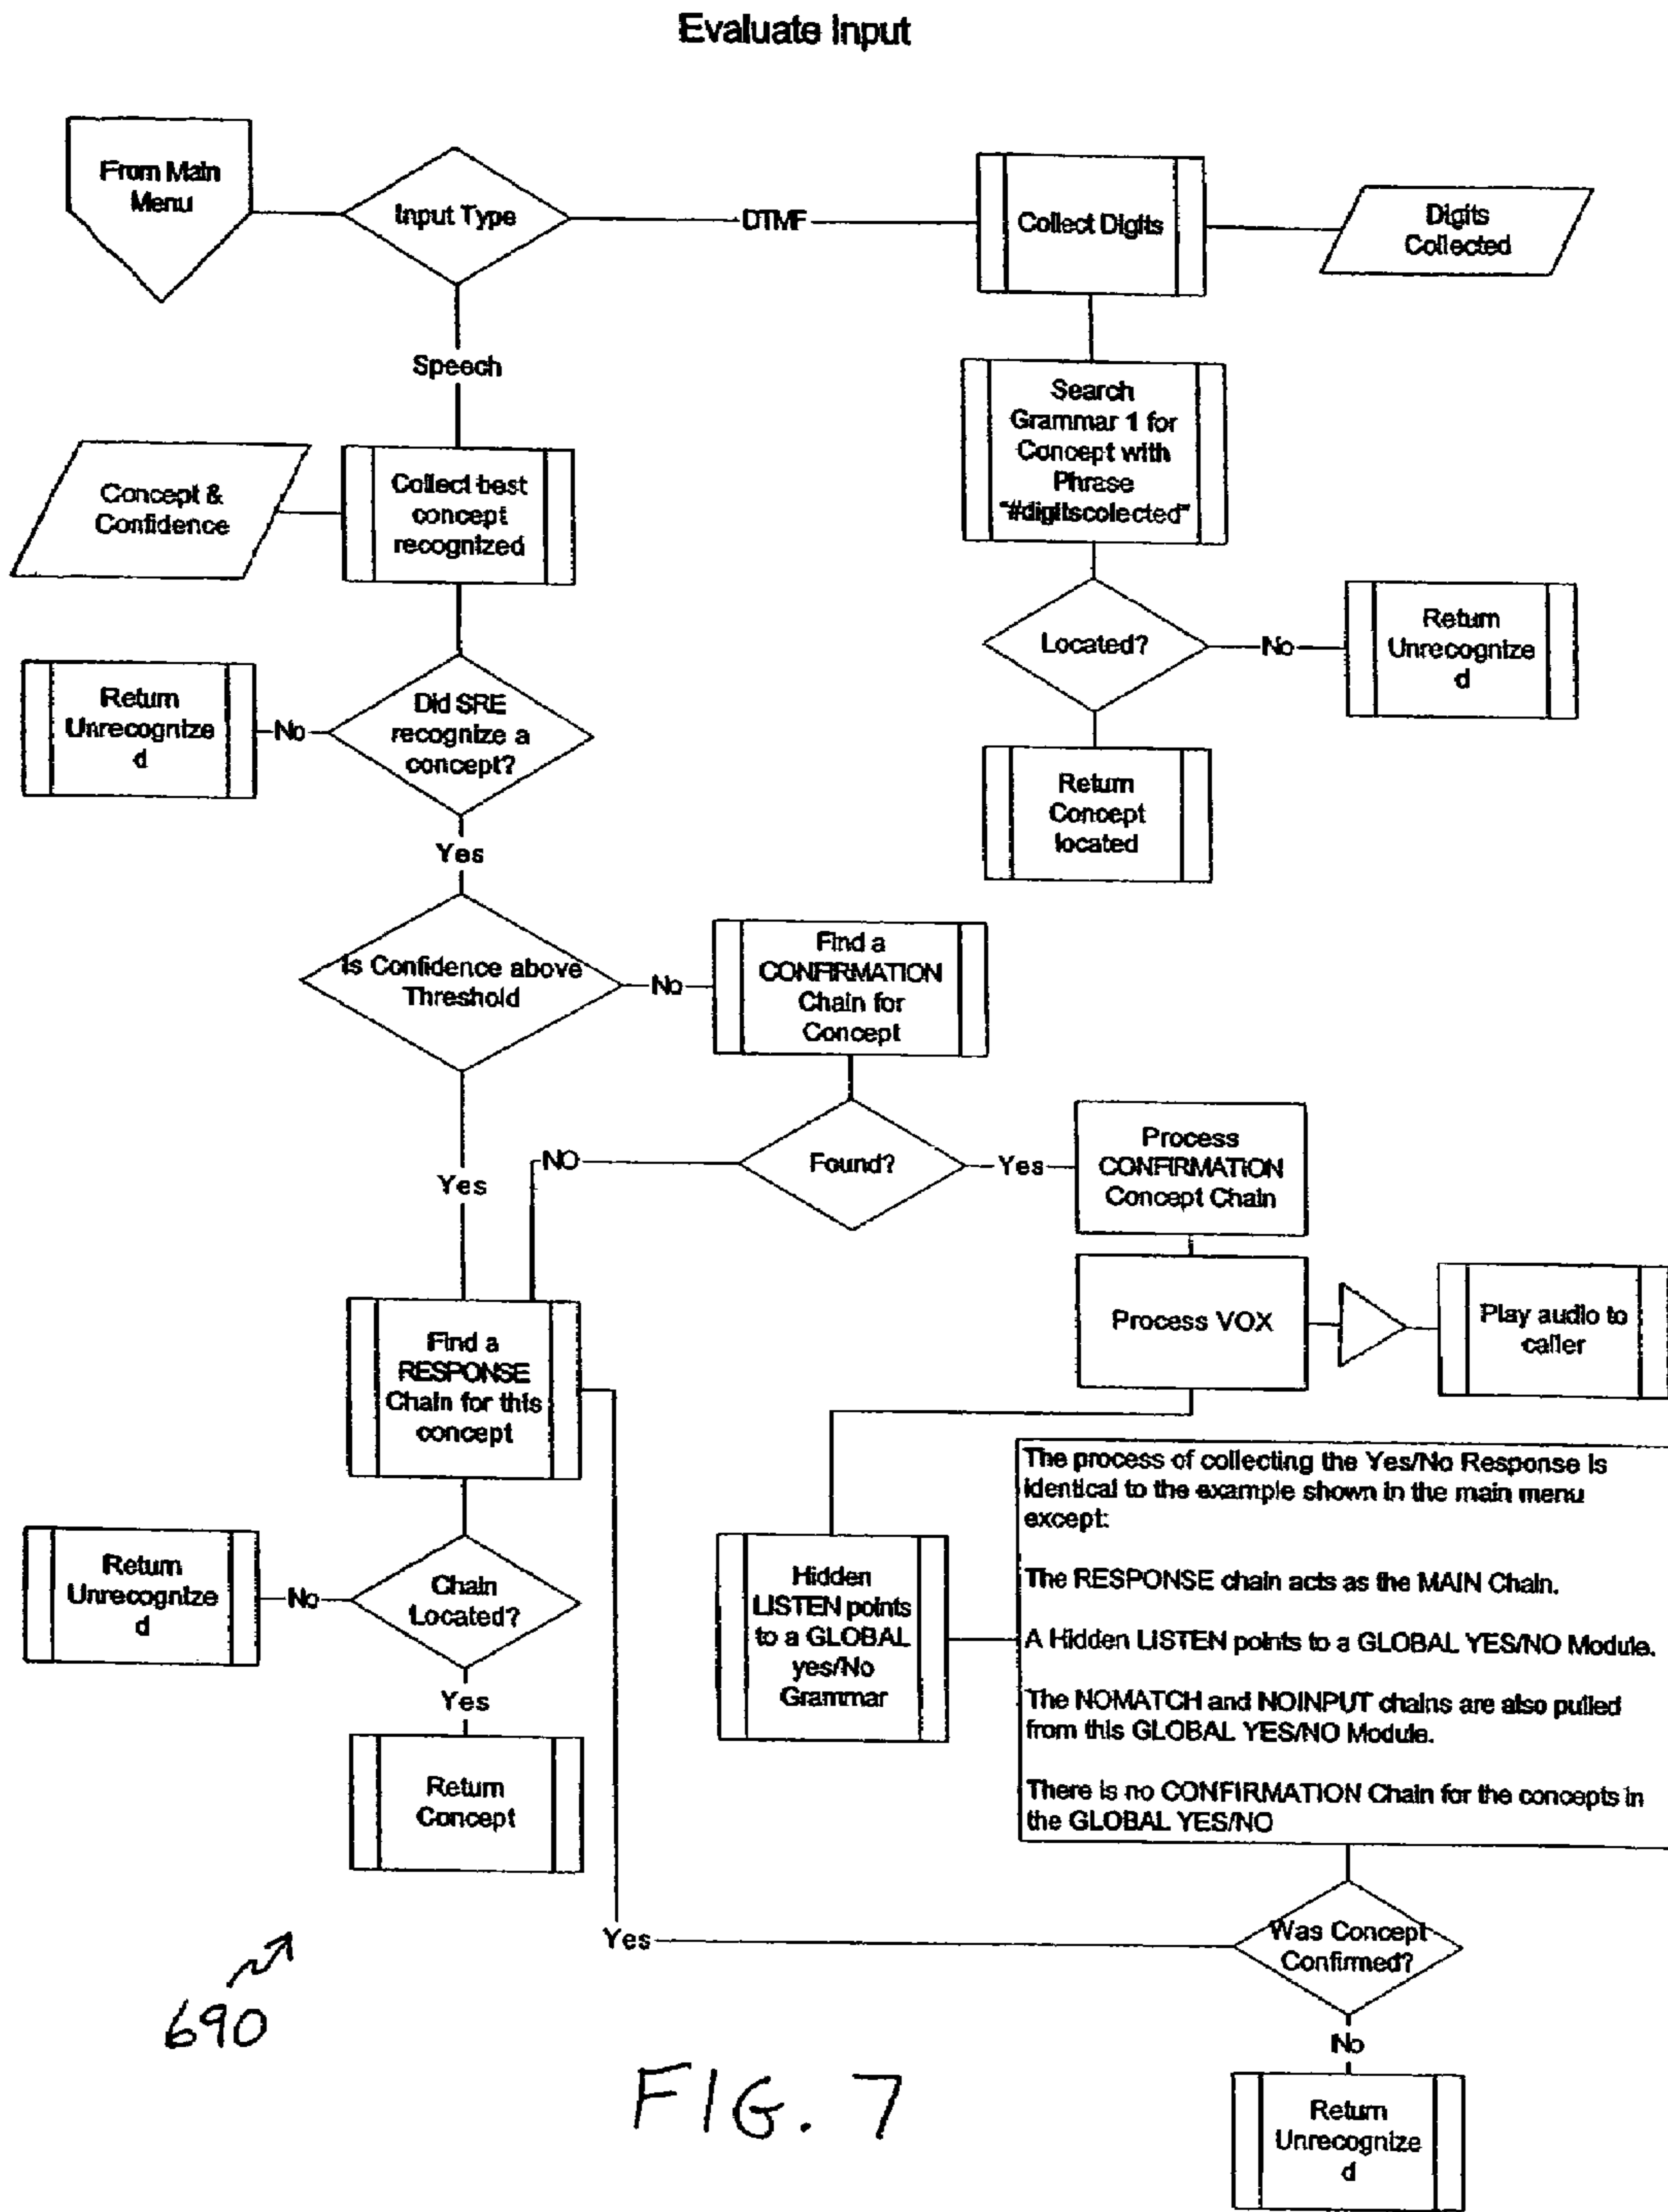 Evaluate Input
From Main
Menu
Input Type
DTMF
Collect Digits
Digits
Collected
Speech
Search
Grammar 1 for
Concept with
Phrase
"#digitscolected"
Concept &
Confidence
Collect best
concept
recognized
Located?
No
Return
Unrecognize
d
Return
Unrecognize
d
No
Did SRE
recognize a
concept?
Return
Concept
located
Yes
Is Confidence above
Threshold
No
Find a
CONFIRMATION
Chain for
Concept
Yes
NO
Found?
Yes
Process
CONFIRMATION
Concept Chain
Process VOX
Play audio to
caller
Find a
RESPONSE
Chain for this
concept
The process of collecting the Yes/No Response is
identical to the example shown in the main menu
except:
The RESPONSE chain acts as the MAIN Chain.
A Hidden LISTEN points to a GLOBAL YES/NO Module.
The NOMATCH and NOINPUT chains are also pulled
from this GLOBAL YES/NO Module.
There is no CONFIRMATION Chain for the concepts in
the GLOBAL YES/NO
Hidden
LISTEN points
to a GLOBAL
yes/No
Grammar
Return
Unrecognize
d
No
Chain
Located?
Yes
Return
Concept
Yes
Was Concept
Confirmed?
No
Return
Unrecognize
d
690
FIG. 7